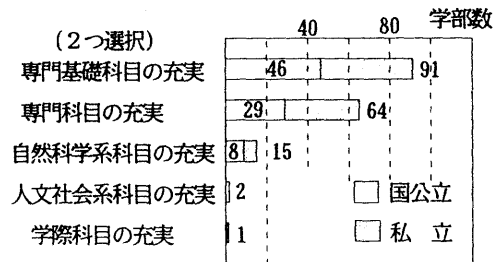 学部数
40 80
(2つ選択)
専門基礎科目の充実 46 91
専門科目の充実 29 64
自然科学系科目の充実 8 15
人文社会系科目の充実 2 国公立
学際科目の充実 1 私 立